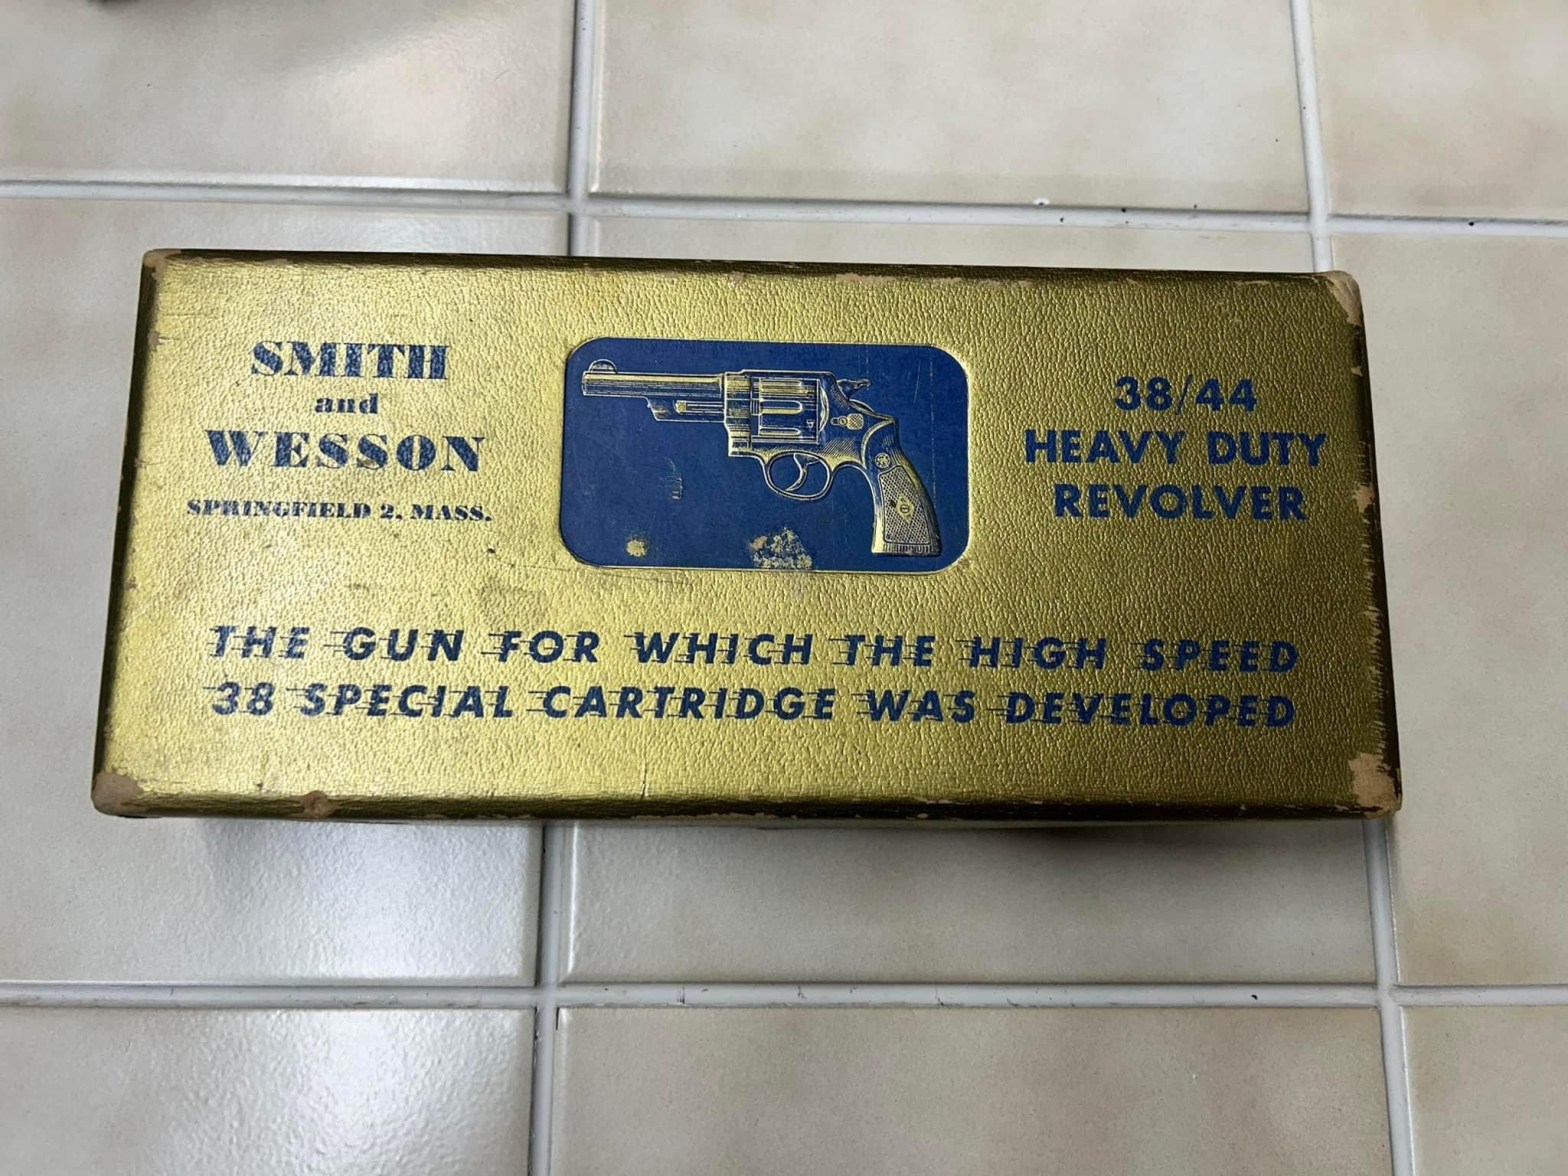 SMITH
and
WESSON
SPRINGFIELD 2. MASS.
38/44
HEAVY DUTY
REVOLVER
THE GUN FOR WHICH THE HIGH SPEED
38 SPECIAL CARTRIDGE WAS DEVELOPED